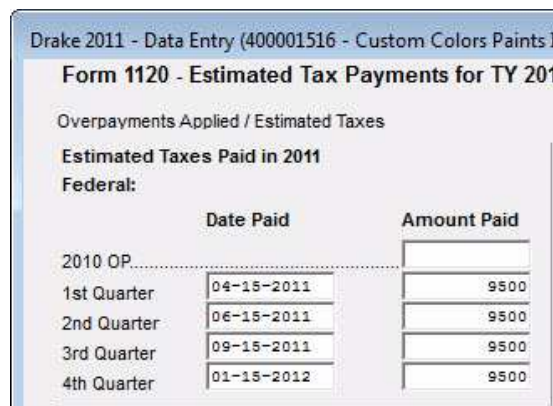 Drake 2011 - Data Entry (400001516 - Custom Colors Paints
Form 1120 - Estimated Tax Payments for TY 201
Overpayments Applied / Estimated Taxes
Estimated Taxes Paid in 2011
Federal:
Date Paid Amount Paid
2010 OP
1st Quarter 04-15-2011 9500
2nd Quarter 06-15-2011 9500
3rd Quarter 09-15-2011 9500
4th Quarter 01-15-2012 9500